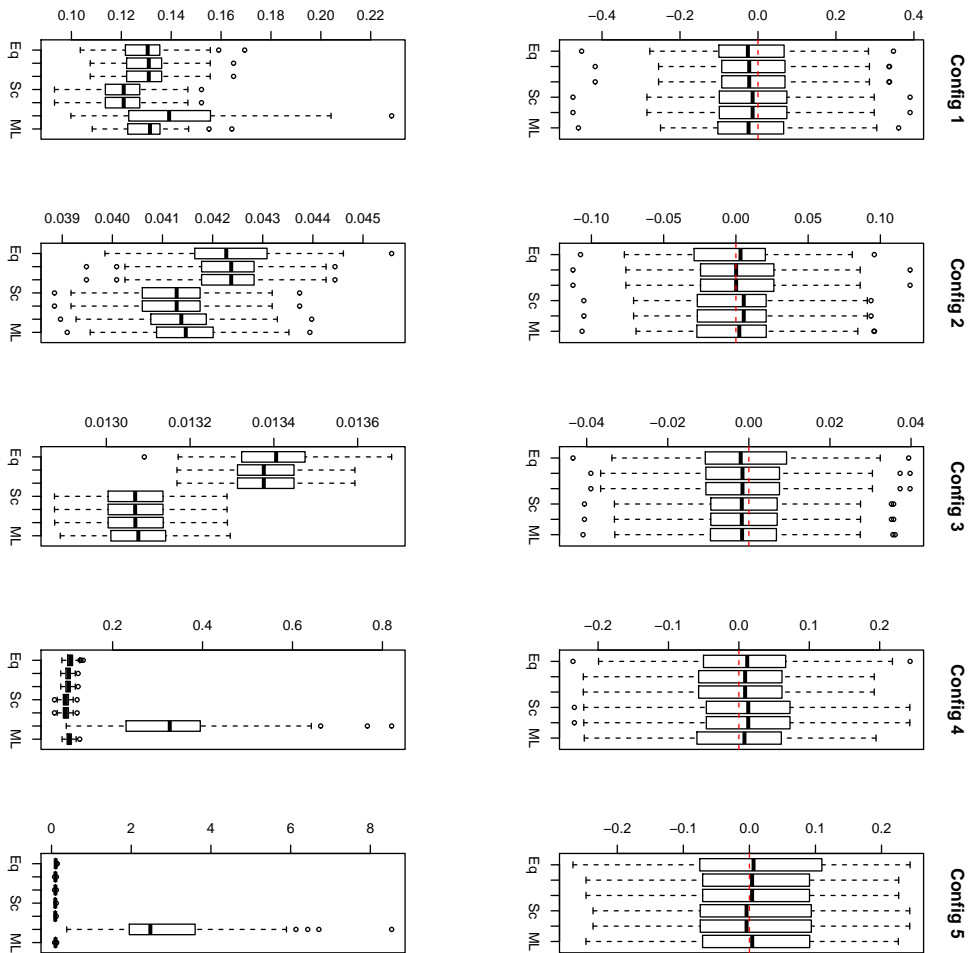 0.10 0.12 0.14 0.16 0.18 0.20 0.22
Eq
Sc
ML
−0.4 −0.2 0.0 0.2 0.4
Eq
Sc
ML
Config 1
0.039 0.040 0.041 0.042 0.043 0.044 0.045
Eq
Sc
ML
−0.10 −0.05 0.00 0.05 0.10
Eq
Sc
ML
Config 2
0.0130 0.0132 0.0134 0.0136
Eq
Sc
ML
−0.04 −0.02 0.00 0.02 0.04
Eq
Sc
ML
Config 3
0.2 0.4 0.6 0.8
Eq
Sc
ML
−0.2 −0.1 0.0 0.1 0.2
Eq
Sc
ML
Config 4
0 2 4 6 8
Eq
Sc
ML
−0.2 −0.1 0.0 0.1 0.2
Eq
Sc
ML
Config 5